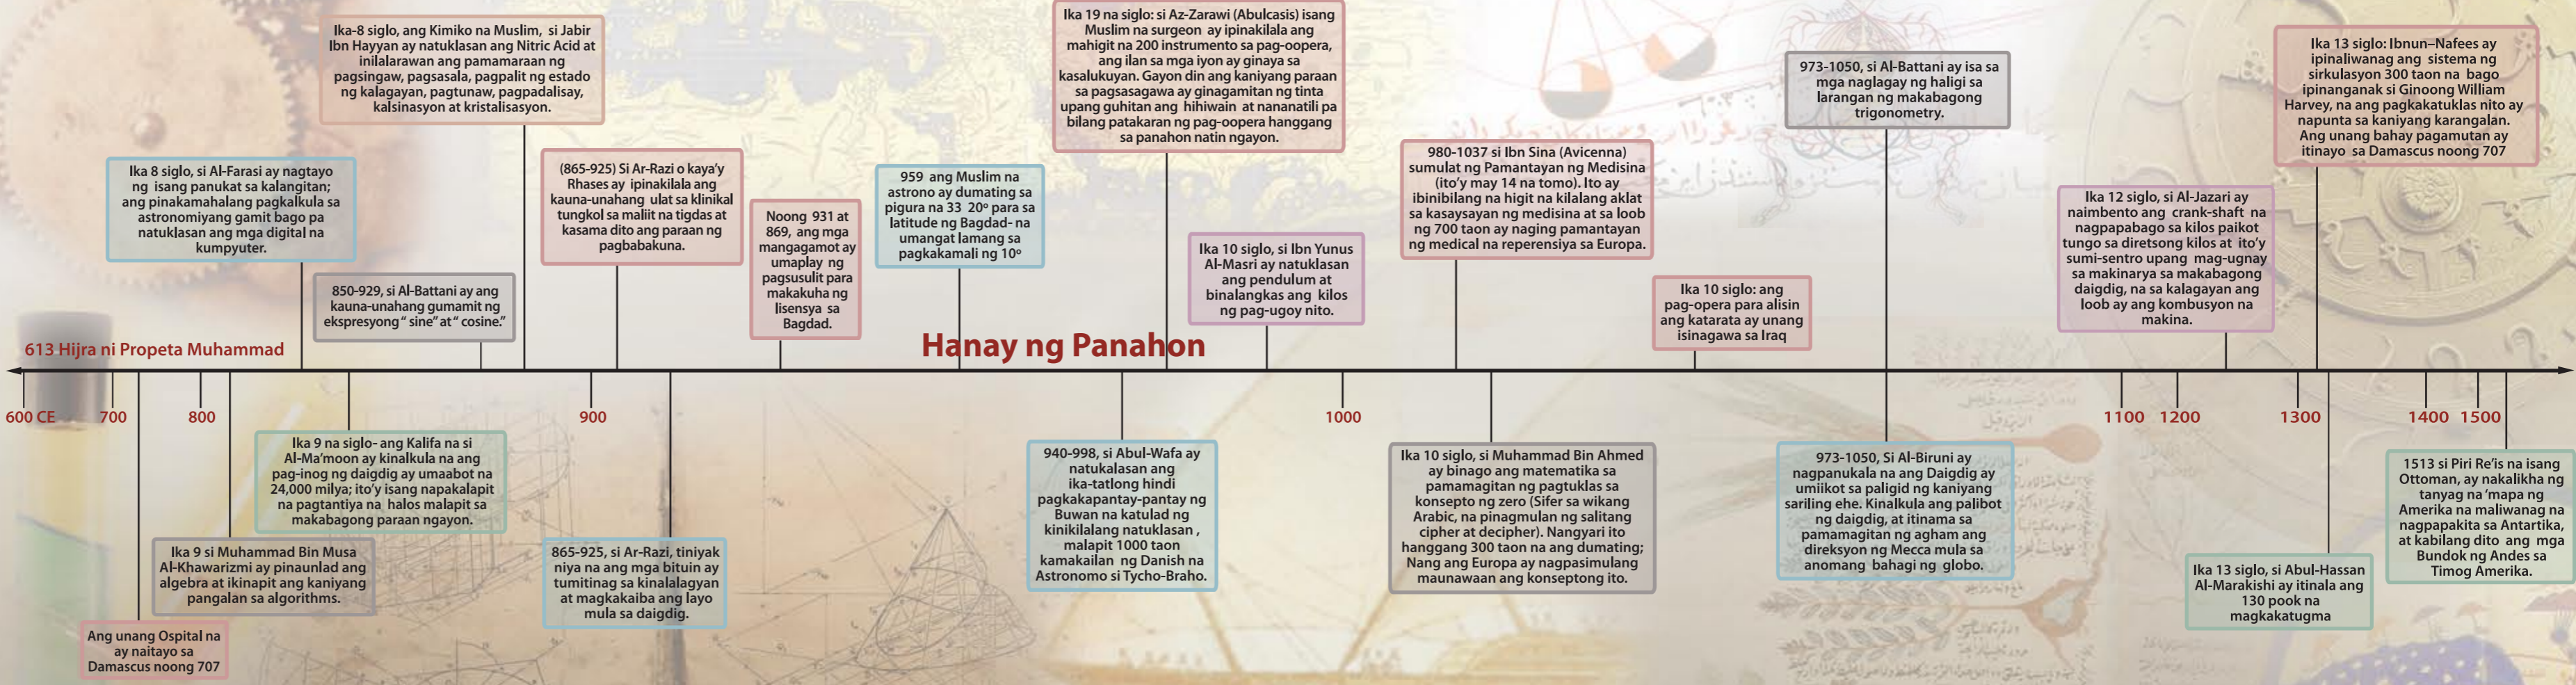 Ika-8 siglo, ang Kimiko na Muslim, si Jabir
Ibn Hayyan ay natuklasan ang Nitric Acid at
inilalarawan ang pamamaraan ng
pagsingaw, pagsasala, pagpalit ng estado
ng kalagayan, pagtunaw, pagpadalisay,
kalsinasyon at kristalisasyon.
Ika 19 na siglo: si Az-Zarawi (Abulcasis) isang
Muslim na surgeon ay ipinakilala ang
mahigit na 200 instrumento sa pag-oopera,
ang ilan sa mga iyon ay ginaya sa
kasalukuyan. Gayon din ang kaniyang paraan
sa pagsasagawa ay ginagamitan ng tinta
upang guhitan ang hihiwain at nananatili pa
bilang patakaran ng pag-oopera hanggang
sa panahon natin ngayon.
973-1050, si Al-Battani ay isa sa
mga naglagay ng haligi sa
larangan ng makabagong
trigonometry.
Ika 13 siglo: Ibnun–Nafees ay
ipinaliwanag ang sistema ng
sirkulasyon 300 taon na bago
ipinanganak si Ginoong William
Harvey, na ang pagkakatuklas nito ay
napunta sa kaniyang karangalan.
Ang unang bahay pagamutan ay
itinayo sa Damascus noong 707
Ika 8 siglo, si Al-Farasi ay nagtayo
ng isang panukat sa kalangitan;
ang pinakamahalang pagkalkula sa
astronomiyang gamit bago pa
natuklasan ang mga digital na
kumpyuter.
(865-925) Si Ar-Razi o kaya'y
Rhases ay ipinakilala ang
kauna-unahang ulat sa klinikal
tungkol sa maliit na tigdas at
kasama dito ang paraan ng
pagbabakuna.
Noong 931 at
869, ang mga
mangagamot ay
umaplay ng
pagsusulit para
makakuha ng
lisensya sa
Bagdad.
959 ang Muslim na
astrono ay dumating sa
pigura na 33 20º para sa
latitude ng Bagdad- na
umangat lamang sa
pagkakamali ng 10º
Ika 10 siglo, si Ibn Yunus
Al-Masri ay natuklasan
ang pendulum at
binalangkas ang kilos
ng pag-ugoy nito.
980-1037 si Ibn Sina (Avicenna)
sumulat ng Pamantayan ng Medisina
(ito'y may 14 na tomo). Ito ay
ibinibilang na higit na kilalang aklat
sa kasaysayan ng medisina at sa loob
ng 700 taon ay naging pamantayan
ng medical na reperensiya sa Europa.
Ika 10 siglo: ang
pag-opera para alisin
ang katarata ay unang
isinagawa sa Iraq
Ika 12 siglo, si Al-Jazari ay
naimbento ang crank-shaft na
nagpapabago sa kilos paikot
tungo sa diretsong kilos at ito'y
sumi-sentro upang mag-ugnay
sa makinarya sa makabagong
daigdig, na sa kalagayan ang
loob ay ang kombusyon na
makina.
850-929, si Al-Battani ay ang
kauna-unahang gumamit ng
ekspresyong “ sine” at “ cosine.”
613 Hijra ni Propeta Muhammad
Hanay ng Panahon
600 CE
700
800
900
1000
1100
1200
1300
1400
1500
Ika 9 na siglo- ang Kalifa na si
Al-Ma'moon ay kinalkula na ang
pag-inog ng daigdig ay umaabot na
24,000 milya; ito'y isang napakalapit
na pagtantiya na halos malapit sa
makabagong paraan ngayon.
Ika 9 si Muhammad Bin Musa
Al-Khawarizmi ay pinaunlad ang
algebra at ikinapit ang kaniyang
pangalan sa algorithms.
Ang unang Ospital na
ay naitayo sa
Damascus noong 707
865-925, si Ar-Razi, tiniyak
niya na ang mga bituin ay
tumitinag sa kinalalagyan
at magkakaiba ang layo
mula sa daigdig.
940-998, si Abul-Wafa ay
natukalasan ang
ika-tatlong hindi
pagkakapantay-pantay ng
Buwan na katulad ng
kinikilalang natuklasan ,
malapit 1000 taon
kamakailan ng Danish na
Astronomo si Tycho-Braho.
Ika 10 siglo, si Muhammad Bin Ahmed
ay binago ang matematika sa
pamamagitan ng pagtuklas sa
konsepto ng zero (Sifer sa wikang
Arabic, na pinagmulan ng salitang
cipher at decipher). Nangyari ito
hanggang 300 taon na ang dumating;
Nang ang Europa ay nagpasimulang
maunawaan ang konseptong ito.
973-1050, Si Al-Biruni ay
nagpanukala na ang Daigdig ay
umiikot sa paligid ng kaniyang
sariling ehe. Kinalkula ang palibot
ng daigdig, at itinama sa
pamamagitan ng agham ang
direksyon ng Mecca mula sa
anomang bahagi ng globo.
Ika 13 siglo, si Abul-Hassan
Al-Marakishi ay itinala ang
130 pook na
magkakatugma
1513 si Piri Re'is na isang
Ottoman, ay nakalikha ng
tanyag na 'mapa ng
Amerika na maliwanag na
nagpapakita sa Antartika,
at kabilang dito ang mga
Bundok ng Andes sa
Timog Amerika.